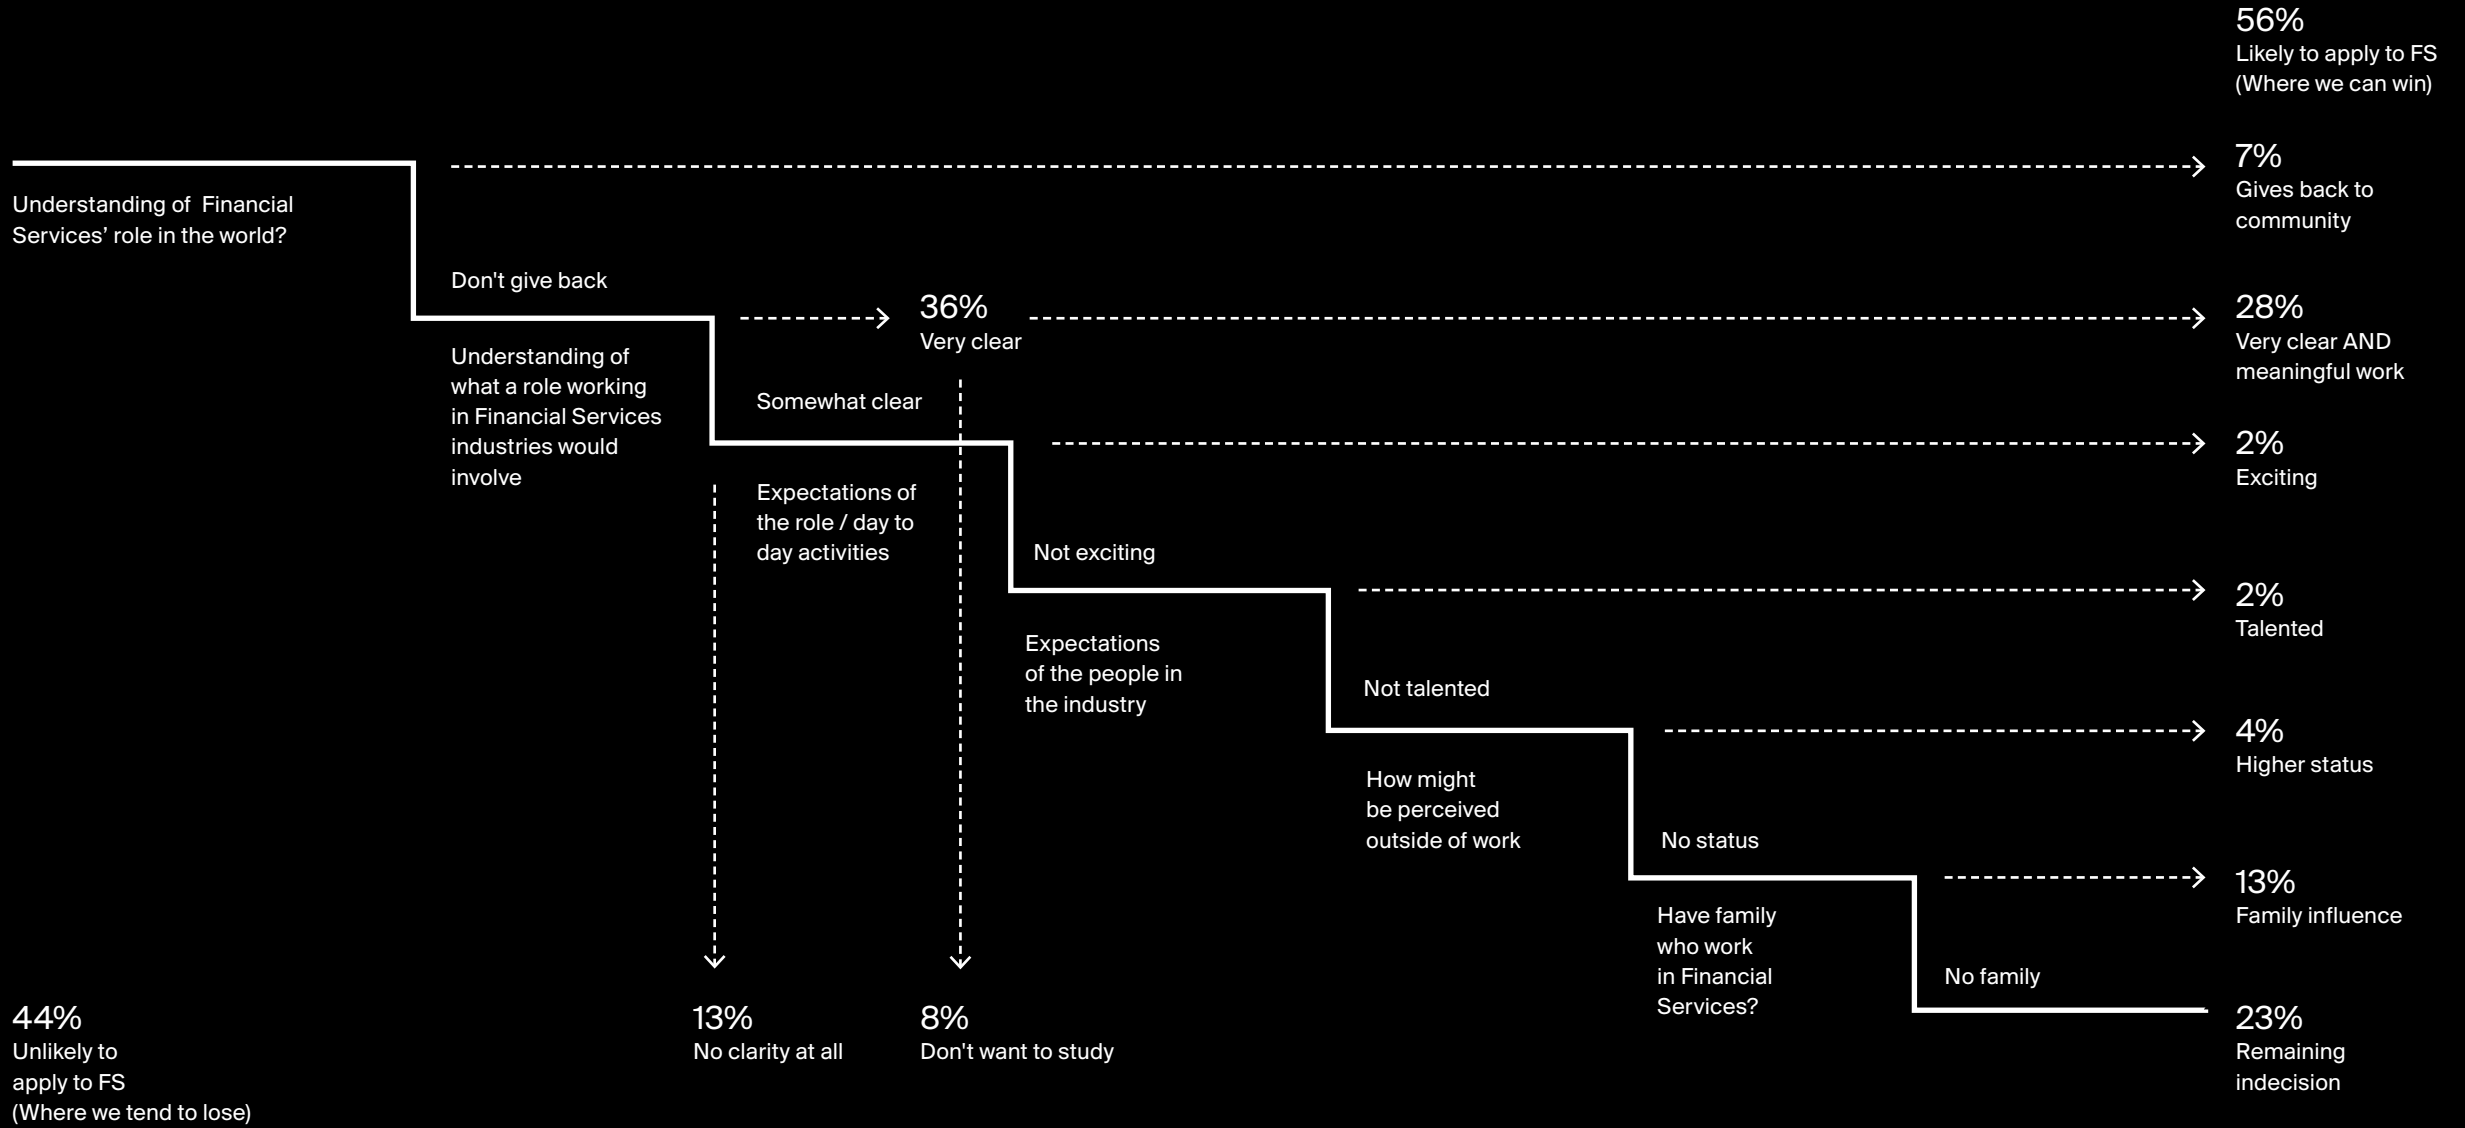 56%
Likely to apply to FS
(Where we can win)
7%
Gives back to
community
Understanding of Financial
Services’ role in the world?
Don't give back
36%
Very clear
28%
Very clear AND
meaningful work
Understanding of
what a role working
in Financial Services
industries would
involve
Somewhat clear
2%
Exciting
Expectations of
the role / day to
day activities
Not exciting
2%
Talented
Expectations
of the people in
the industry
Not talented
4%
Higher status
How might
be perceived
outside of work
No status
13%
Family influence
Have family
who work
in Financial
Services?
No family
44%
Unlikely to
apply to FS
(Where we tend to lose)
13%
No clarity at all
8%
Don't want to study
23%
Remaining
indecision